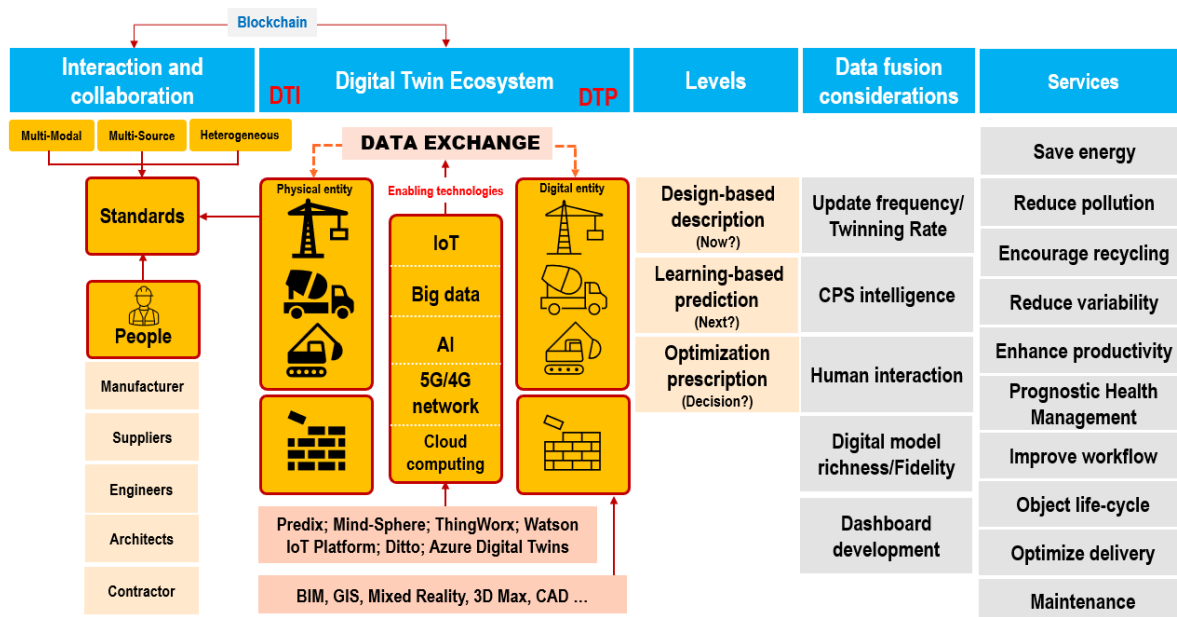 Blockchain
Interaction and
collaboration
Digital Twin Ecosystem
DTI
DTP
Levels
Data fusion
considerations
Services
Multi-Modal
Multi-Source
Heterogeneous
Standards
People
Manufacturer
Suppliers
Engineers
Architects
Contractor
DATA EXCHANGE
Physical entity
Enabling technologies
Digital entity
IoT
Big data
AI
5G/4G
network
Cloud
computing
Predix; Mind-Sphere; ThingWorx; Watson
IoT Platform; Ditto; Azure Digital Twins
BIM, GIS, Mixed Reality, 3D Max, CAD ...
Design-based
description
(Now?)
Learning-based
prediction
(Next?)
Optimization
prescription
(Decision?)
Update frequency/
Twinning Rate
CPS intelligence
Human interaction
Digital model
richness/Fidelity
Dashboard
development
Save energy
Reduce pollution
Encourage recycling
Reduce variability
Enhance productivity
Prognostic Health
Management
Improve workflow
Object life-cycle
Optimize delivery
Maintenance